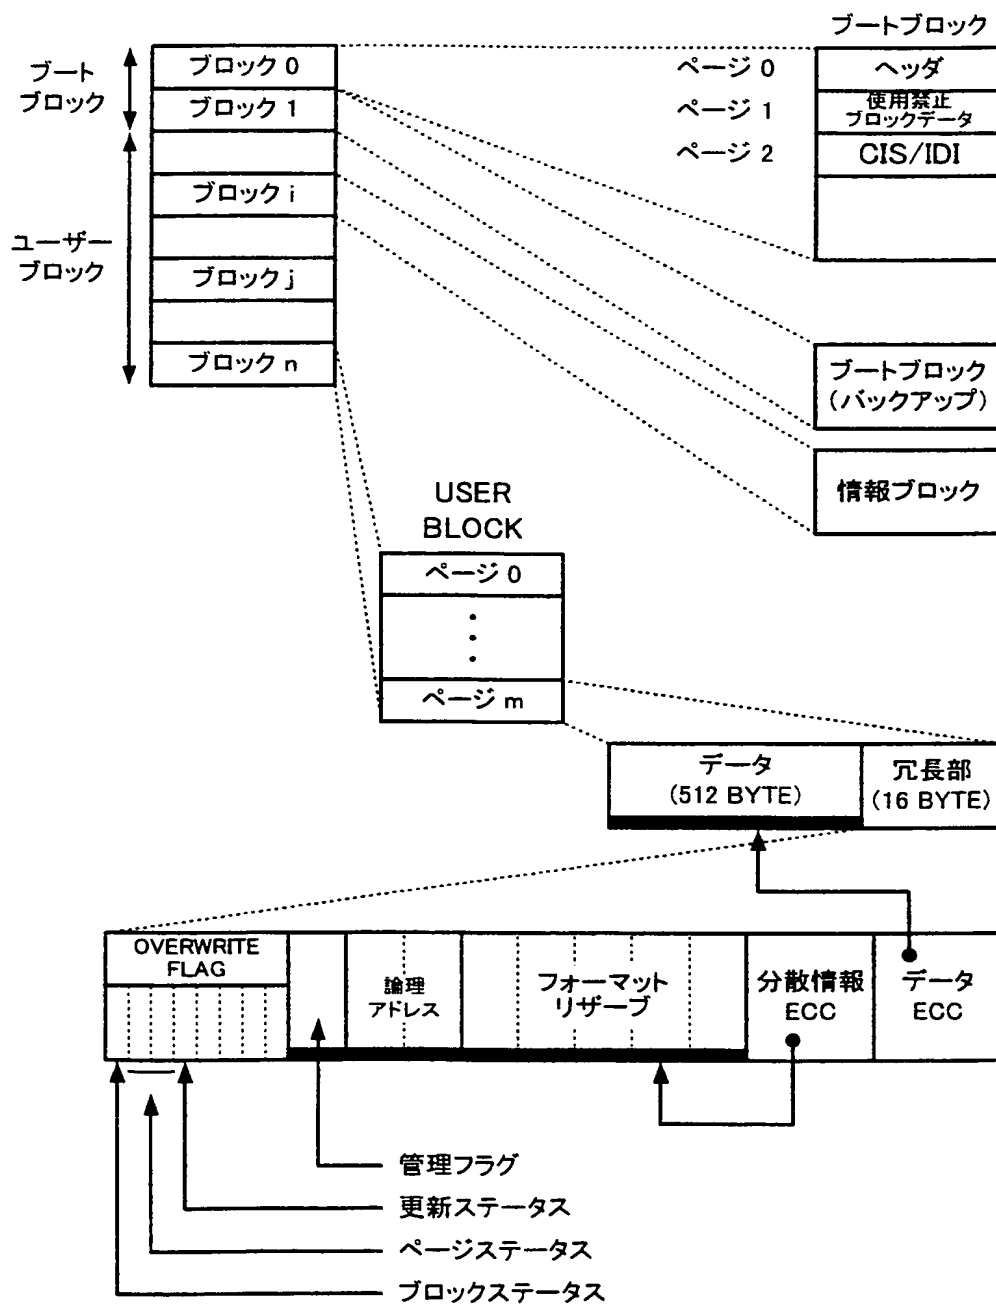 ブートブロック
ブート
ブロック
ブロック 0
ブロック 1
ページ 0
ヘッダ
ページ 1
使用禁止
ブロックデータ
ページ 2
CIS/IDI
ユーザー
ブロック
ブロック i
ブロック j
ブロック n
ブートブロック
(バックアップ)
情報ブロック
USER
BLOCK
ページ 0
ページ m
データ
(512 BYTE)
冗長部
(16 BYTE)
OVERWRITE
FLAG
論理
アドレス
フォーマット
リザーブ
分散情報
ECC
データ
ECC
管理フラグ
更新ステータス
ページステータス
ブロックステータス